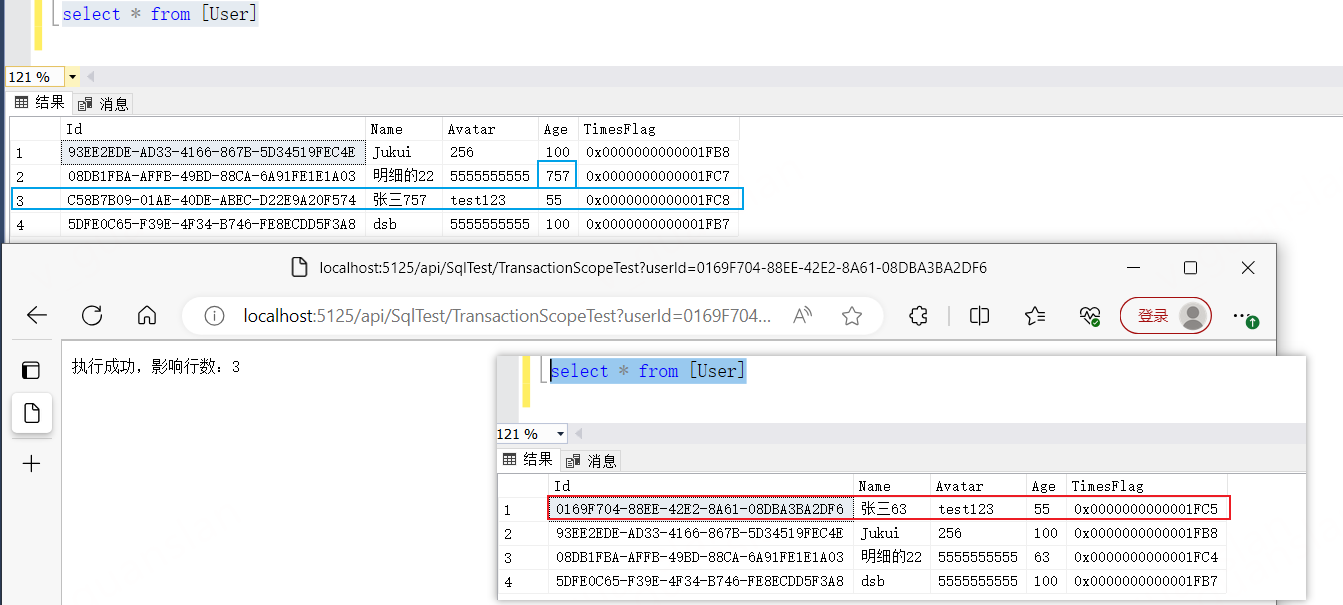 select * from [User]
121 %
结果 消息
Id Name Avatar Age TimesFlag
1 93EE2EDE-AD33-4166-867B-5D34519FEC4E Jukui 256 100 0x0000000000001FB8
2 08DB1FBA-AFFB-49BD-88CA-6A91FE1E1A03 明细的22 5555555555 757 0x0000000000001FC7
3 C58B7B09-01AE-40DE-ABEC-D22E9A20F574 张三757 test123 55 0x0000000000001FC8
4 5DFE0C65-F39E-4F34-B746-FE8ECDD5F3A8 dsb 5555555555 100 0x0000000000001FB7
localhost:5125/api/SqlTest/TransactionScopeTest?userId=0169F704-88EE-42E2-8A61-08DBA3BA2DF6
localhost:5125/api/SqlTest/TransactionScopeTest?userId=0169F704... 登录
执行成功，影响行数：3
select * from [User]
121 %
结果 消息
Id Name Avatar Age TimesFlag
1 0169F704-88EE-42E2-8A61-08DBA3BA2DF6 张三63 test123 55 0x0000000000001FC5
2 93EE2EDE-AD33-4166-867B-5D34519FEC4E Jukui 256 100 0x0000000000001FB8
3 08DB1FBA-AFFB-49BD-88CA-6A91FE1E1A03 明细的22 5555555555 63 0x0000000000001FC4
4 5DFE0C65-F39E-4F34-B746-FE8ECDD5F3A8 dsb 5555555555 100 0x0000000000001FB7